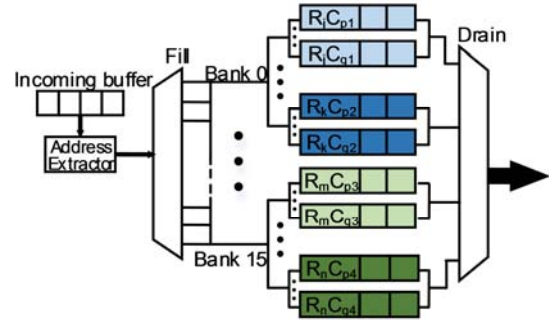 Incoming buffer
Address
Extractor
Fill
Bank 0
Bank 15
RjCp1
RjCq1
RkCp2
RkCq2
RmCp3
RmCq3
RnCp4
RnCq4
Drain